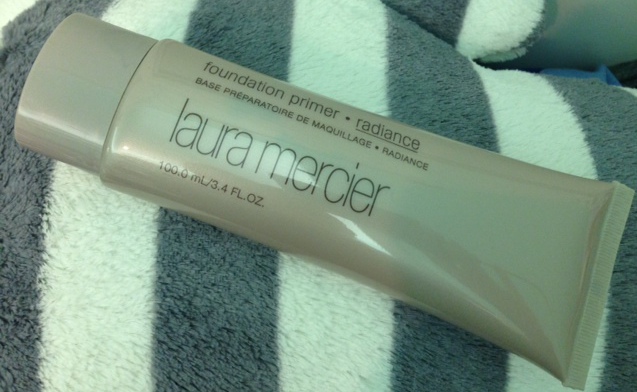 foundation primer • radiance
BASE PRÉPARATOIRE DE MAQUILLAGE • RADIANCE
laura mercier
100.0 mL/3.4 FL.OZ.